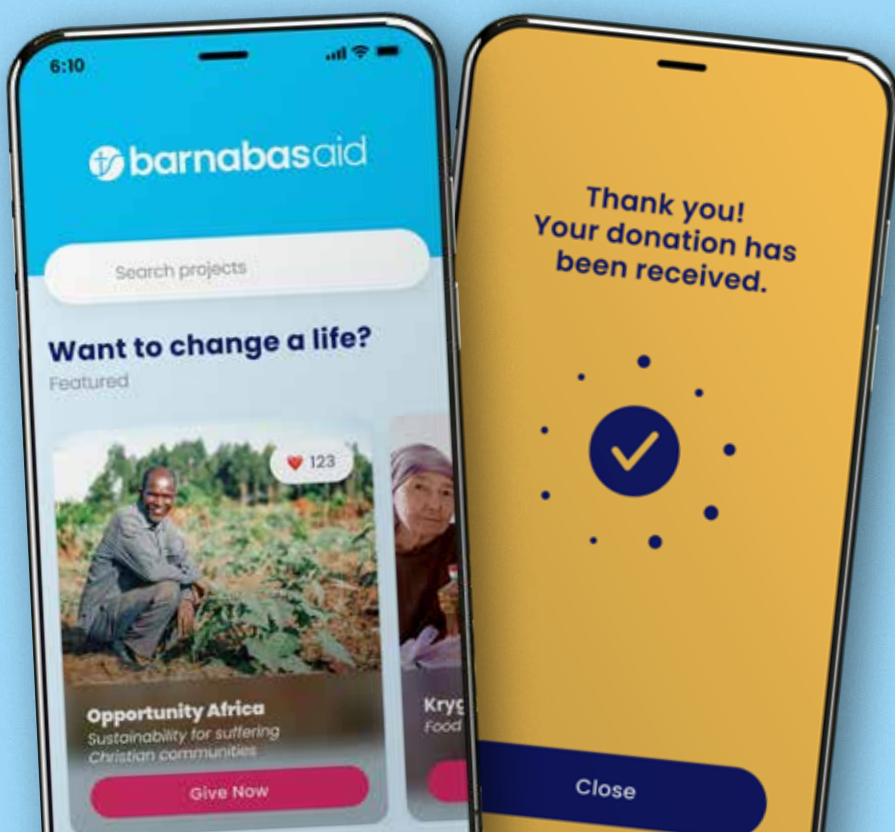 6:10
barnabasaid
Search projects
Want to change a life?
Featured
123
Opportunity Africa
Sustainability for suffering
Christian communities
Give Now
Kryg
Food
Thank you!
Your donation has
been received.
Close